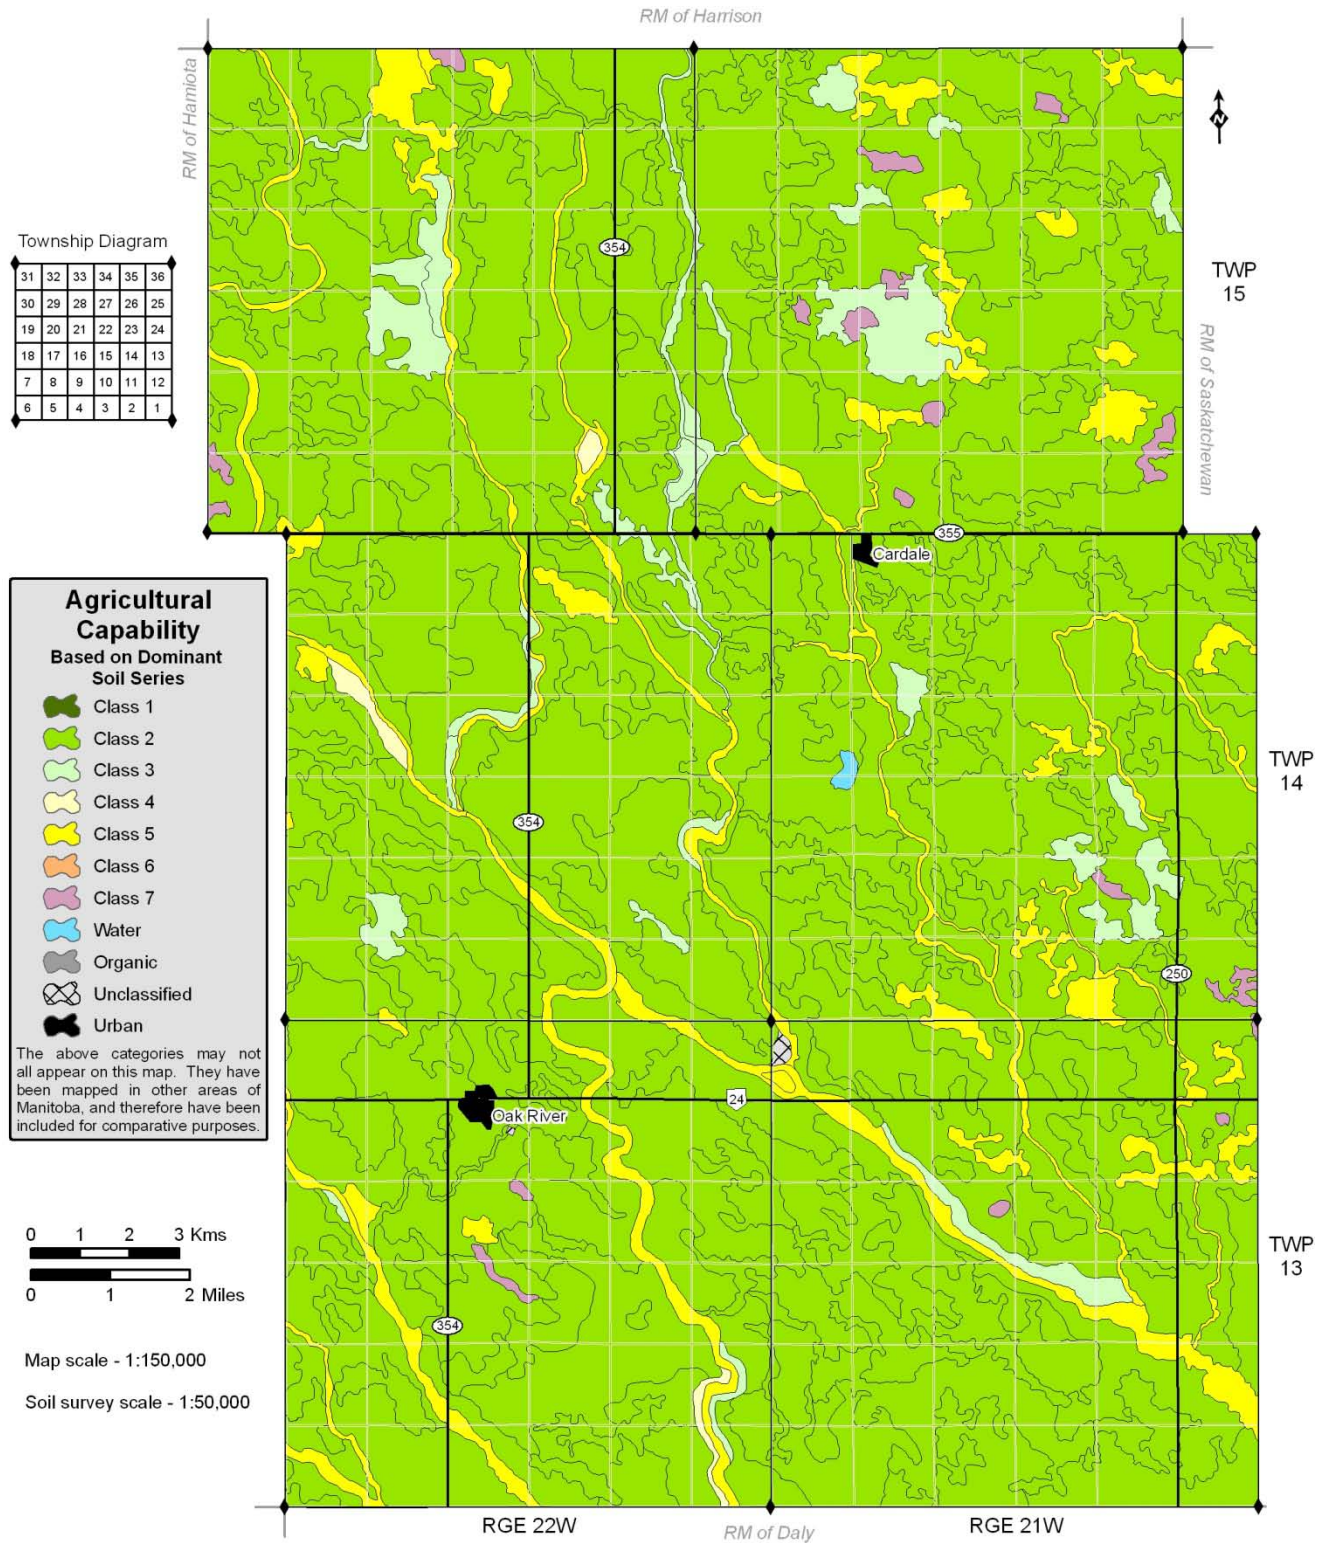 RM of Harrison
RM of Hamiota
N
Township Diagram
31 32 33 34 35 36
30 29 28 27 26 25
19 20 21 22 23 24
18 17 16 15 14 13
7 8 9 10 11 12
6 5 4 3 2 1
354
TWP
15
RM of Saskatchewan
355
Cardale
Agricultural
Capability
Based on Dominant
Soil Series
Class 1
Class 2
Class 3
Class 4
Class 5
Class 6
Class 7
Water
Organic
Unclassified
Urban
The above categories may not
all appear on this map. They have
been mapped in other areas of
Manitoba, and therefore have been
included for comparative purposes.
TWP
14
354
250
24
Oak River
0 1 2 3 Kms
0 1 2 Miles
TWP
13
354
Map scale - 1:150,000
Soil survey scale - 1:50,000
RGE 22W
RM of Daly
RGE 21W